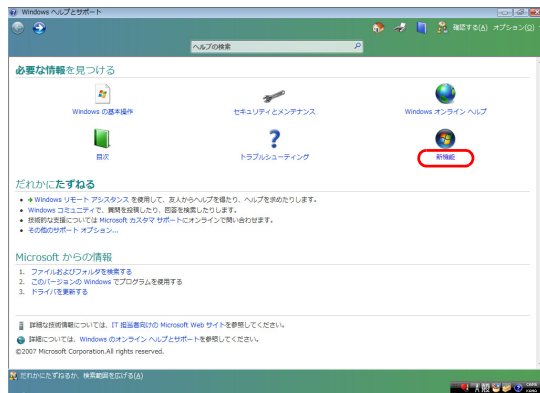 Windows ヘルプとサポート
確認する(A) オプション(O)
ヘルプの検索
必要な情報を見つける
Windows の基本操作
セキュリティとメンテナンス
Windows オンライン ヘルプ
目次
トラブルシューティング
新機能
だれかにたずねる
Windows リモート アシスタンス を使用して、友人からヘルプを得たり、ヘルプを求めたりします。
Windows コミュニティで、質問を投稿したり、回答を検索したりします。
技術的な支援については Microsoft カスタマ サポートにオンラインで問い合わせます。
その他のサポート オプション...
Microsoft からの情報
1. ファイルおよびフォルダを検索する
2. このバージョンの Windows でプログラムを使用する
3. ドライバを更新する
詳細な技術情報については、IT 担当者向けの Microsoft Web サイトを参照してください。
詳細については、Windows のオンライン ヘルプとサポートを参照してください。
©2007 Microsoft Corporation.All rights reserved.
だれかにたずねるか、検索範囲を広げる(A)
A 般
CAPS
KANA